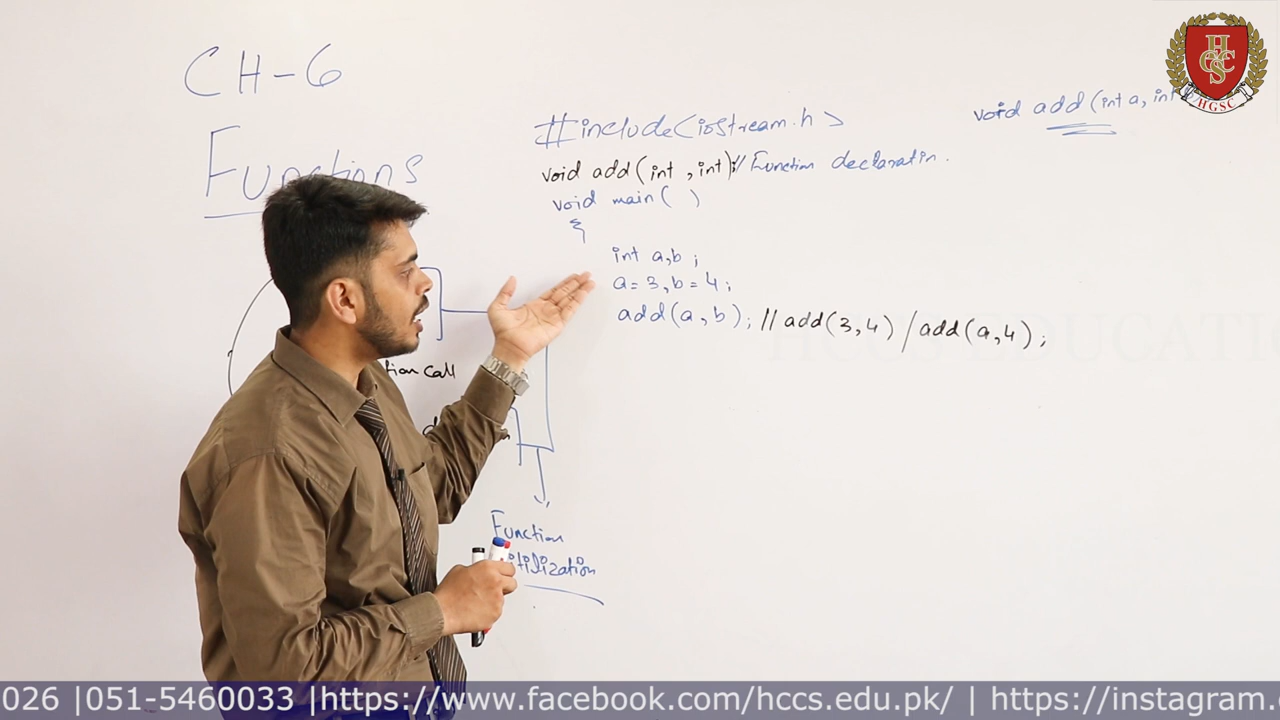 CH-6
Functions
#include<iostream.h>
void add(int a, int
void add(int ,int);// Function declaratin.
void main( )
{
int a,b ;
a=3,b=4;
add(a,b); // add(3,4) / add(a,4);
call
Function
HCCS
HGSC
026 |051-5460033 |https://www.facebook.com/hccs.edu.pk/ | https://instagram.